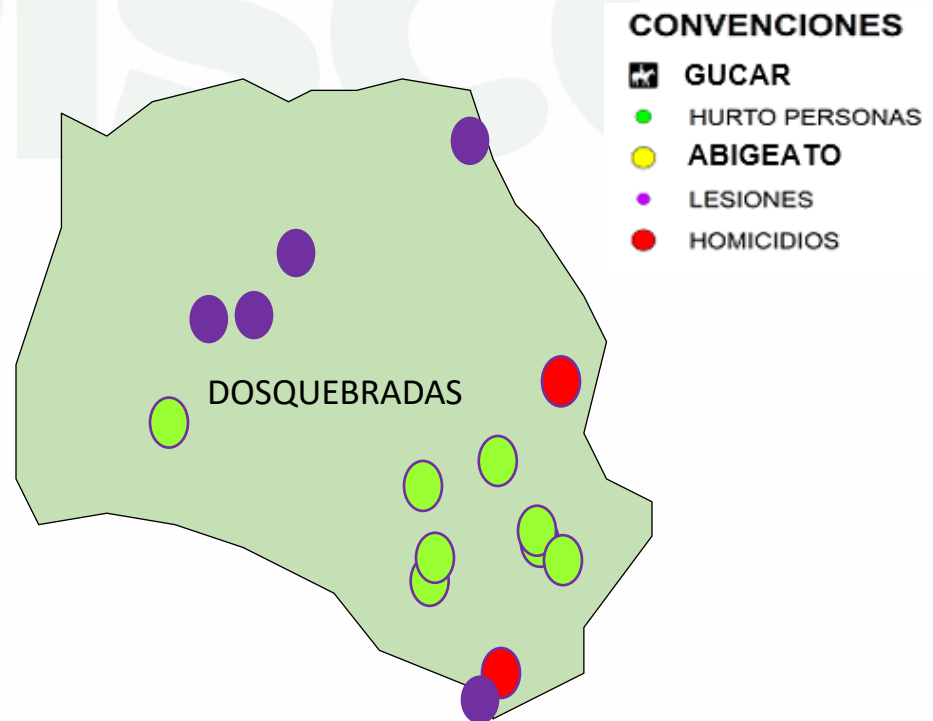 CONVENCIONES
GUCAR
HURTO PERSONAS
ABIGEATO
LESIONES
HOMICIDIOS
DOSQUEBRADAS